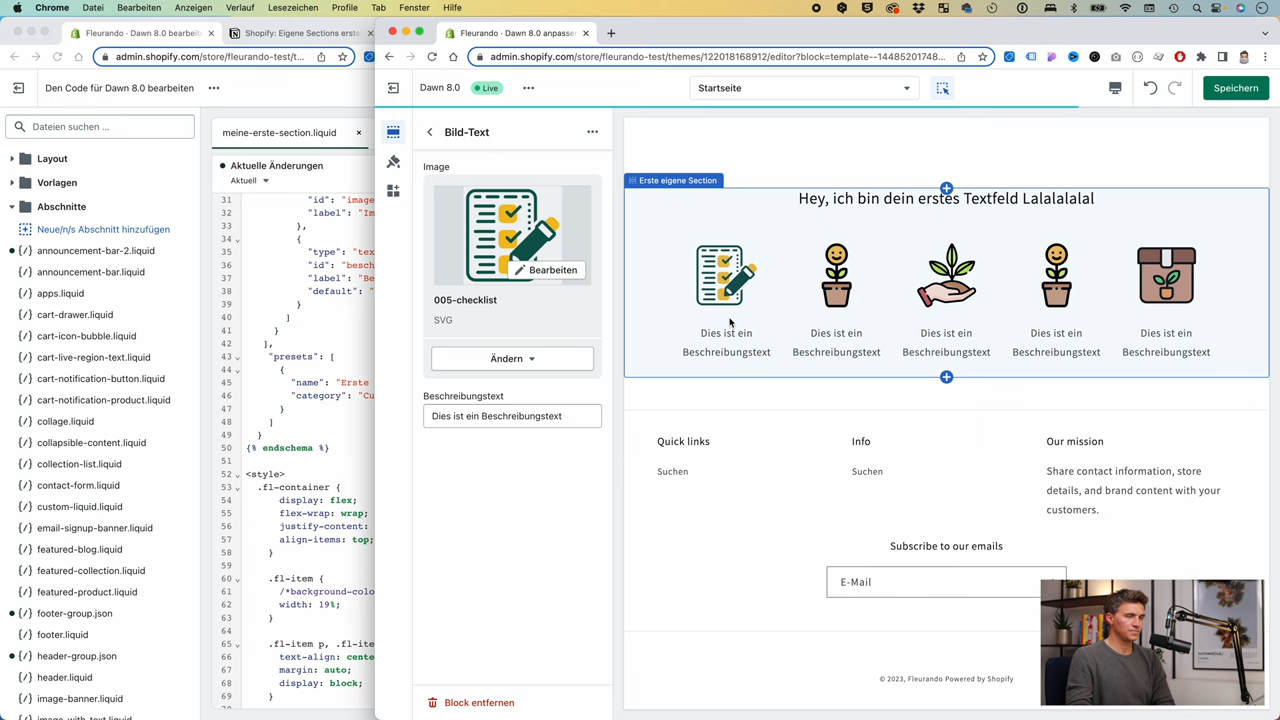 Chrome Ablage Bearbeiten Anzeigen Verlauf Lesezeichen Profile Tab Fenster Hilfe
Fleurando · Dawn 8.0 bearbeit
Shopify: Eigene Sections erst
admin.shopify.com/store/fleurando-test/t...
Den Code für Dawn 8.0 bearbeiten
Dateien suchen ...
Layout
Vorlagen
Abschnitte
Neue/n/s Abschnitt hinzufügen
announcement-bar-2.liquid
announcement-bar.liquid
apps.liquid
cart-drawer.liquid
cart-icon-bubble.liquid
cart-live-region-text.liquid
cart-notification-button.liquid
cart-notification-product.liquid
collage.liquid
collapsible-content.liquid
collection-list.liquid
contact-form.liquid
custom-liquid.liquid
email-signup-banner.liquid
featured-blog.liquid
featured-collection.liquid
featured-product.liquid
footer-group.json
footer.liquid
header-group.json
header.liquid
image-banner.liquid
image-with-text.liquid
meine-erste-section.liquid
Aktuelle Änderungen
Aktuell
31 "id": "image
32 "label": "Im
33 },
34 {
35 "type": "tex
36 "id": "besch
37 "label": "Be
38 "default": "
39 }
40 ]
41 }
42 ],
43 "presets": [
44 {
45 "name": "Erste
46 "category": "Cu
47 }
48 ]
49 }
50 {% endschema %}
51
52 <style>
53 .fl-container {
54 display: flex;
55 flex-wrap: wrap;
56 justify-content:
57 align-items: top;
58 }
59
60 .fl-item {
61 /*background-colo
62 width: 19%;
63 }
64
65 .fl-item p, .fl-ite
66 text-align: cente
67 margin: auto;
68 display: block;
69 }
Fleurando · Dawn 8.0 anpasse
admin.shopify.com/store/fleurando-test/themes/122018168912/editor?block=template--14485201748...
Dawn 8.0
Live
Startseite
Speichern
Bild-Text
Image
Bearbeiten
005-checklist
SVG
Ändern
Beschreibungstext
Dies ist ein Beschreibungstext
Block entfernen
Erste eigene Section
Hey, ich bin dein erstes Textfeld Lalalalalal
Dies ist ein
Beschreibungstext
Dies ist ein
Beschreibungstext
Dies ist ein
Beschreibungstext
Dies ist ein
Beschreibungstext
Dies ist ein
Beschreibungstext
Quick links
Suchen
Info
Suchen
Our mission
Share contact information, store
details, and brand content with your
customers.
Subscribe to our emails
E-Mail
© 2023, Fleurando Powered by Shopify